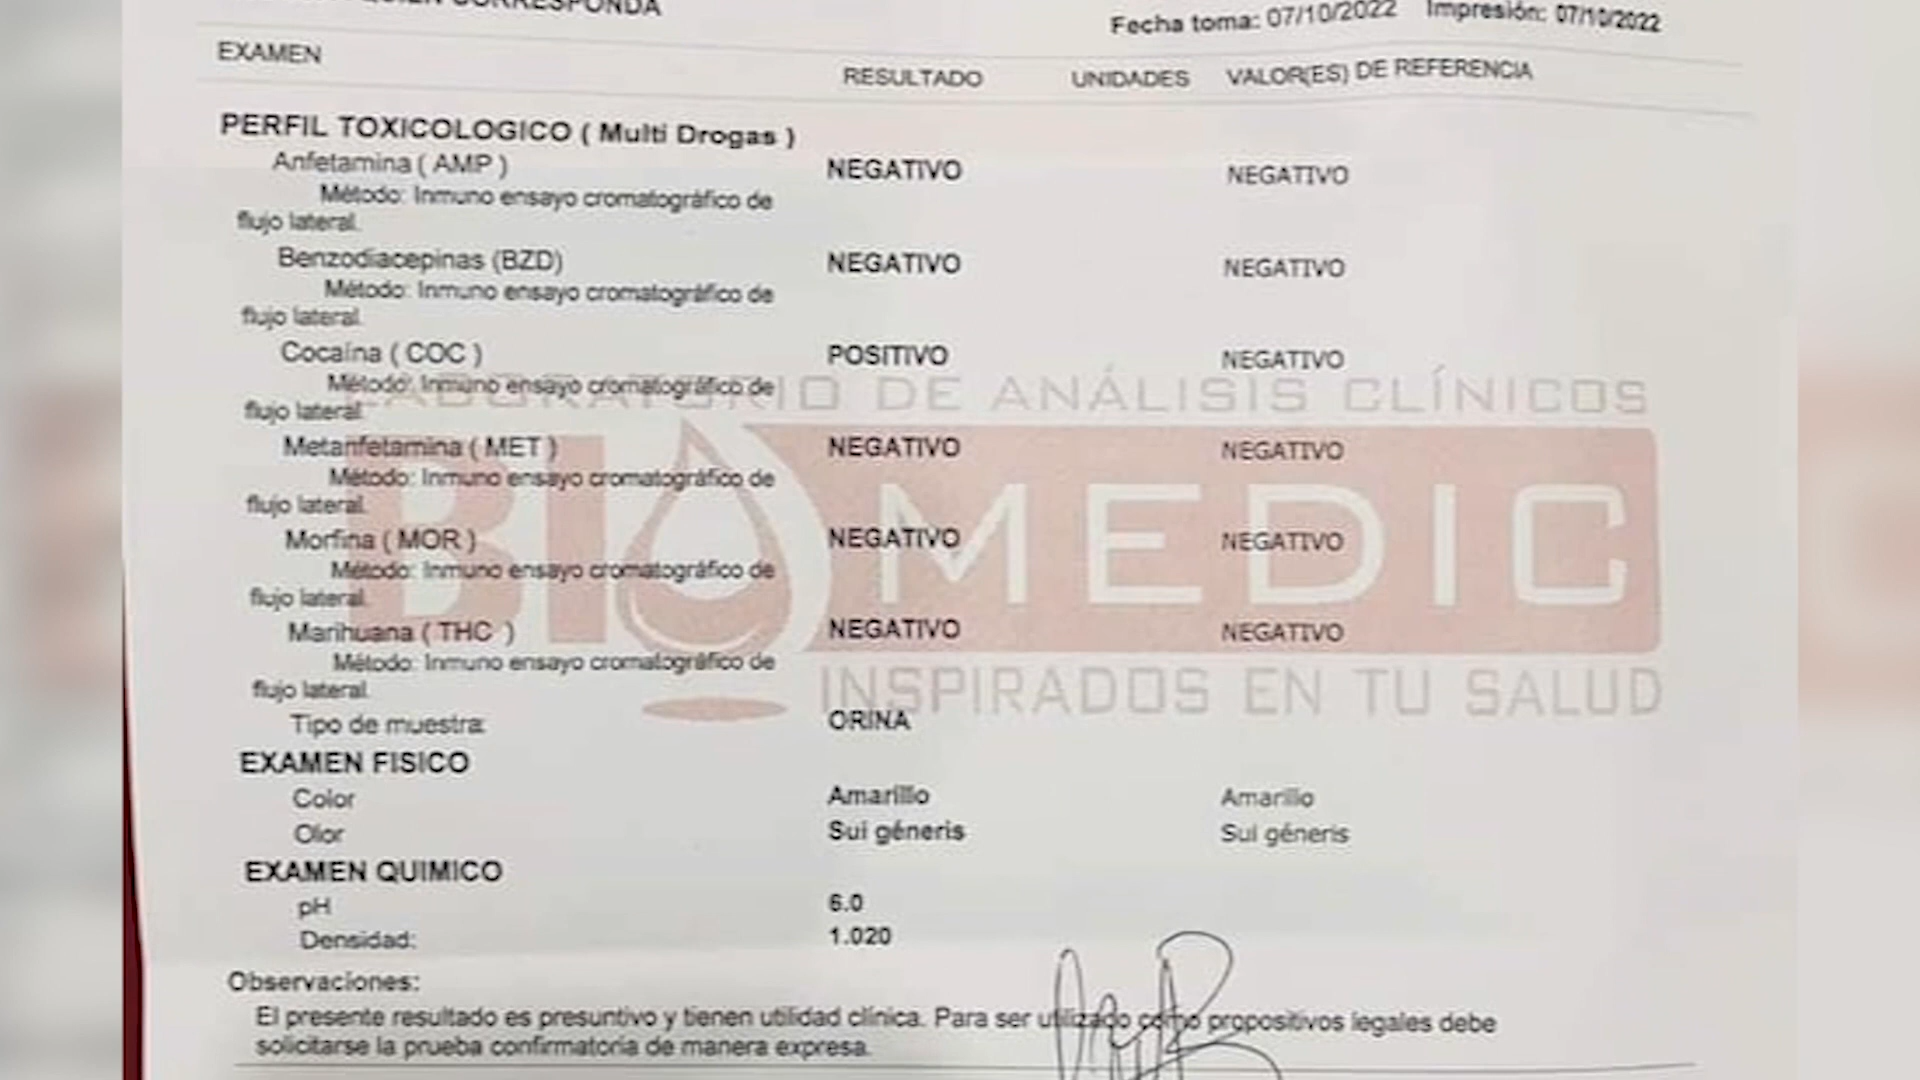 CORRESPONDA
Fecha toma: 07/10/2022 Impresión: 07/10/2022
EXAMEN RESULTADO UNIDADES VALOR(ES) DE REFERENCIA
PERFIL TOXICOLOGICO ( Multi Drogas )
Anfetamina ( AMP ) NEGATIVO NEGATIVO
Método: Inmuno ensayo cromatográfico de
flujo lateral.
Benzodiacepinas (BZD) NEGATIVO NEGATIVO
Método: Inmuno ensayo cromatográfico de
flujo lateral.
Cocaína ( COC ) POSITIVO NEGATIVO
Método: Inmuno ensayo cromatográfico de
flujo lateral.
LABORATORIO DE ANÁLISIS CLÍNICOS
Metanfetamina ( MET ) NEGATIVO NEGATIVO
Método: Inmuno ensayo cromatográfico de
flujo lateral.
BIOMEDIC
Morfina ( MOR ) NEGATIVO NEGATIVO
Método: Inmuno ensayo cromatográfico de
flujo lateral.
Marihuana ( THC ) NEGATIVO NEGATIVO
Método: Inmuno ensayo cromatográfico de
flujo lateral.
INSPIRADOS EN TU SALUD
Tipo de muestra: ORINA
EXAMEN FISICO
Color Amarillo Amarillo
Olor Sui géneris Sui géneris
EXAMEN QUIMICO
pH 6.0
Densidad: 1.020
Observaciones:
El presente resultado es presuntivo y tienen utilidad clínica. Para ser utilizado como propositivos legales debe
solicitarse la prueba confirmatoria de manera expresa.